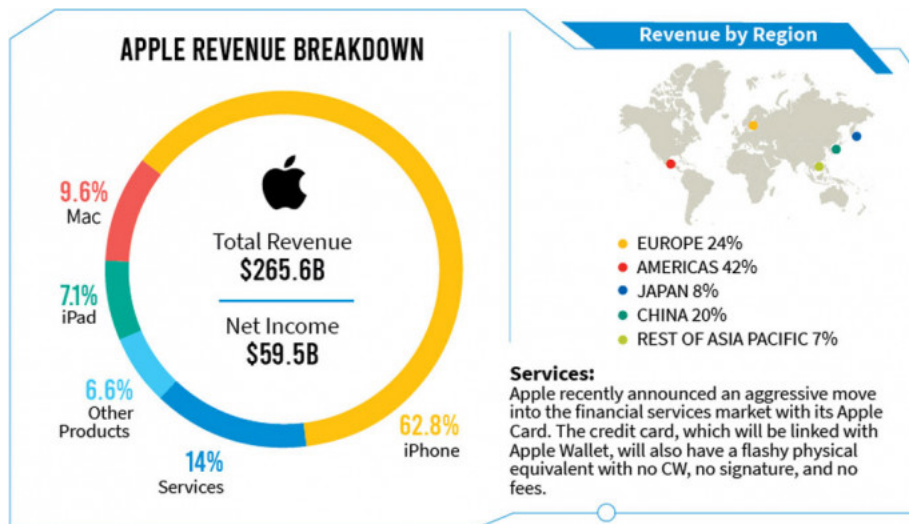 APPLE REVENUE BREAKDOWN
9.6%
Mac
7.1%
iPad
6.6%
Other
Products
14%
Services
62.8%
iPhone
Total Revenue
$265.6B
Net Income
$59.5B
Revenue by Region
EUROPE 24%
AMERICAS 42%
JAPAN 8%
CHINA 20%
REST OF ASIA PACIFIC 7%
Services:
Apple recently announced an aggressive move
into the financial services market with its Apple
Card. The credit card, which will be linked with
Apple Wallet, will also have a flashy physical
equivalent with no CW, no signature, and no
fees.